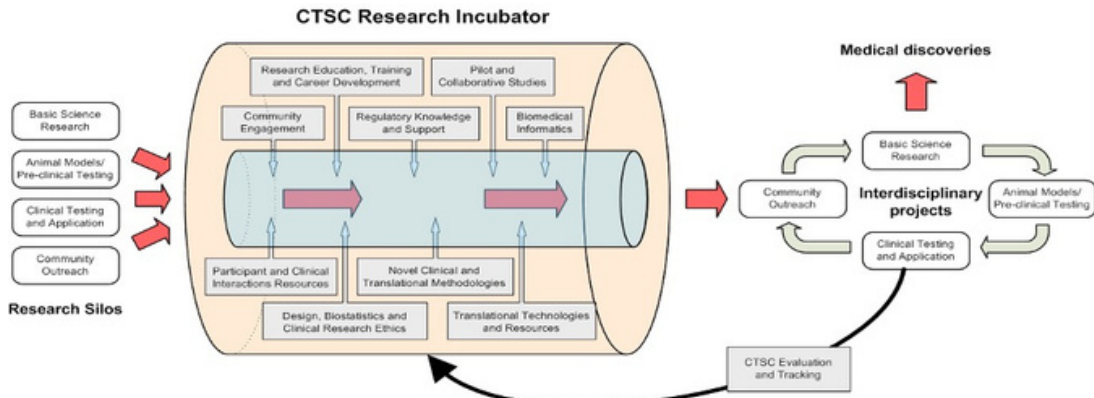 CTSC Research Incubator
Basic Science
Research
Animal Models/
Pre-clinical Testing
Clinical Testing
and Application
Community
Outreach
Research Silos
Research Education, Training
and Career Development
Pilot and
Collaborative Studies
Community
Engagement
Regulatory Knowledge
and Support
Biomedical
Informatics
Participant and Clinical
Interactions Resources
Novel Clinical and
Translational Methodologies
Design, Biostatistics and
Clinical Research Ethics
Translational Technologies
and Resources
Medical discoveries
Basic Science
Research
Community
Outreach
Interdisciplinary
projects
Animal Models/
Pre-clinical Testing
Clinical Testing
and Application
CTSC Evaluation
and Tracking